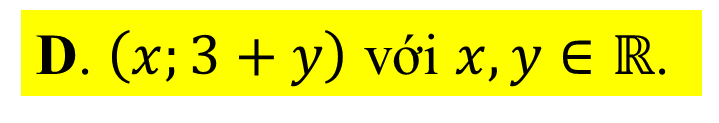 D. (x; 3 + y) với x, y ∈ ℝ.